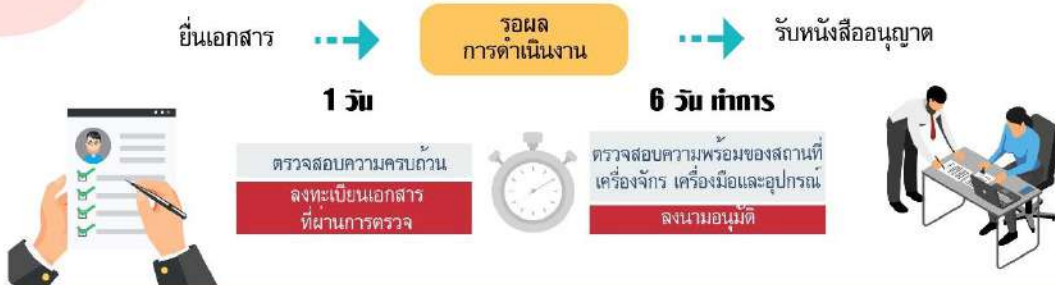 ยื่นเอกสาร
รอผล
การดำเนินงาน
รับหนังสืออนุญาต
1 วัน
6 วัน ทำการ
ตรวจสอบความครบถ้วน
ลงทะเบียนเอกสาร
ที่ผ่านการตรวจ
ตรวจสอบความพร้อมของสถานที่
เครื่องจักร เครื่องมือและอุปกรณ์
ลงนามอนุมัติ